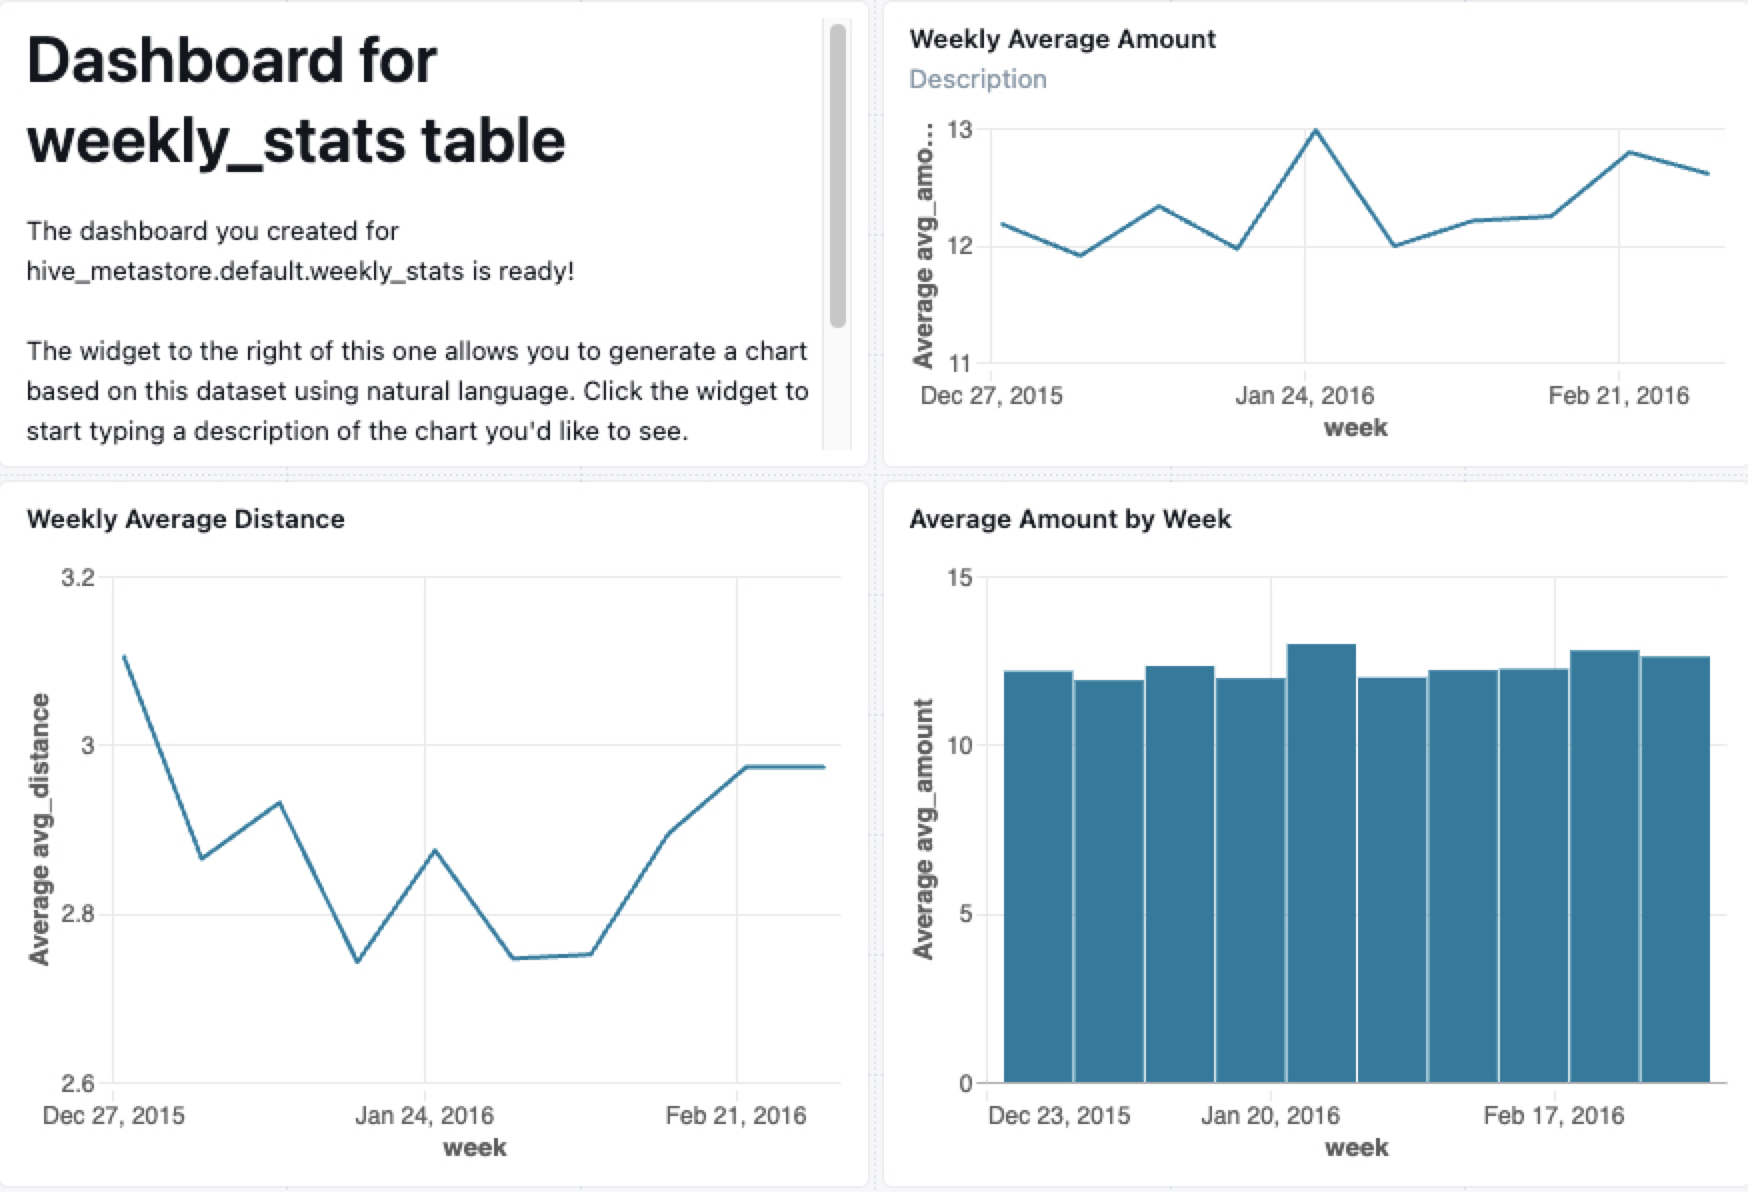 Dashboard for
weekly_stats table
The dashboard you created for
hive_metastore.default.weekly_stats is ready!
The widget to the right of this one allows you to generate a chart
based on this dataset using natural language. Click the widget to
start typing a description of the chart you'd like to see.
Weekly Average Amount
Description
Average avg_amo...
13
12
11
Dec 27, 2015
Jan 24, 2016
Feb 21, 2016
week
Weekly Average Distance
Average avg_distance
3.2
3
2.8
2.6
Dec 27, 2015
Jan 24, 2016
Feb 21, 2016
week
Average Amount by Week
Average avg_amount
15
10
5
0
Dec 23, 2015
Jan 20, 2016
Feb 17, 2016
week